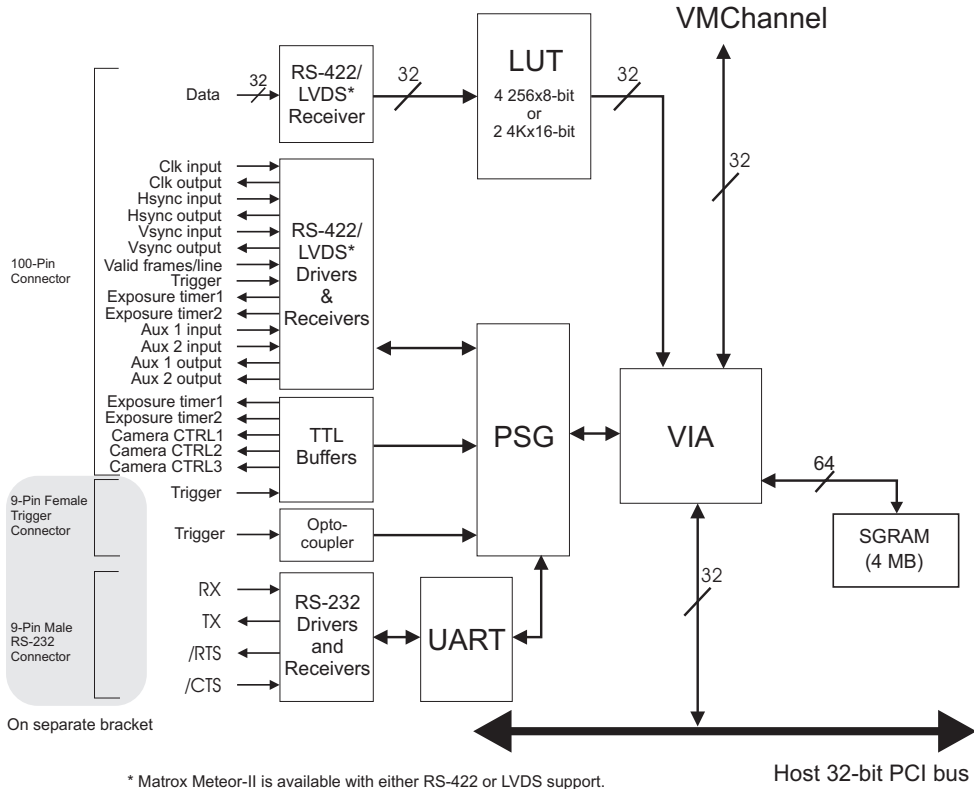 VMChannel
Data
32
RS-422/
LVDS*
Receiver
32
LUT
4 256x8-bit
or
2 4Kx16-bit
32
32
100-Pin
Connector
Clk input
Clk output
Hsync input
Hsync output
Vsync input
Vsync output
Valid frames/line
Trigger
Exposure timer1
Exposure timer2
Aux 1 input
Aux 2 input
Aux 1 output
Aux 2 output
RS-422/
LVDS*
Drivers
&
Receivers
Exposure timer1
Exposure timer2
Camera CTRL1
Camera CTRL2
Camera CTRL3
Trigger
TTL
Buffers
PSG
VIA
64
SGRAM
(4 MB)
9-Pin Female
Trigger
Connector
Trigger
Opto-
coupler
9-Pin Male
RS-232
Connector
RX
TX
/RTS
/CTS
RS-232
Drivers
and
Receivers
UART
32
On separate bracket
Host 32-bit PCI bus
* Matrox Meteor-II is available with either RS-422 or LVDS support.